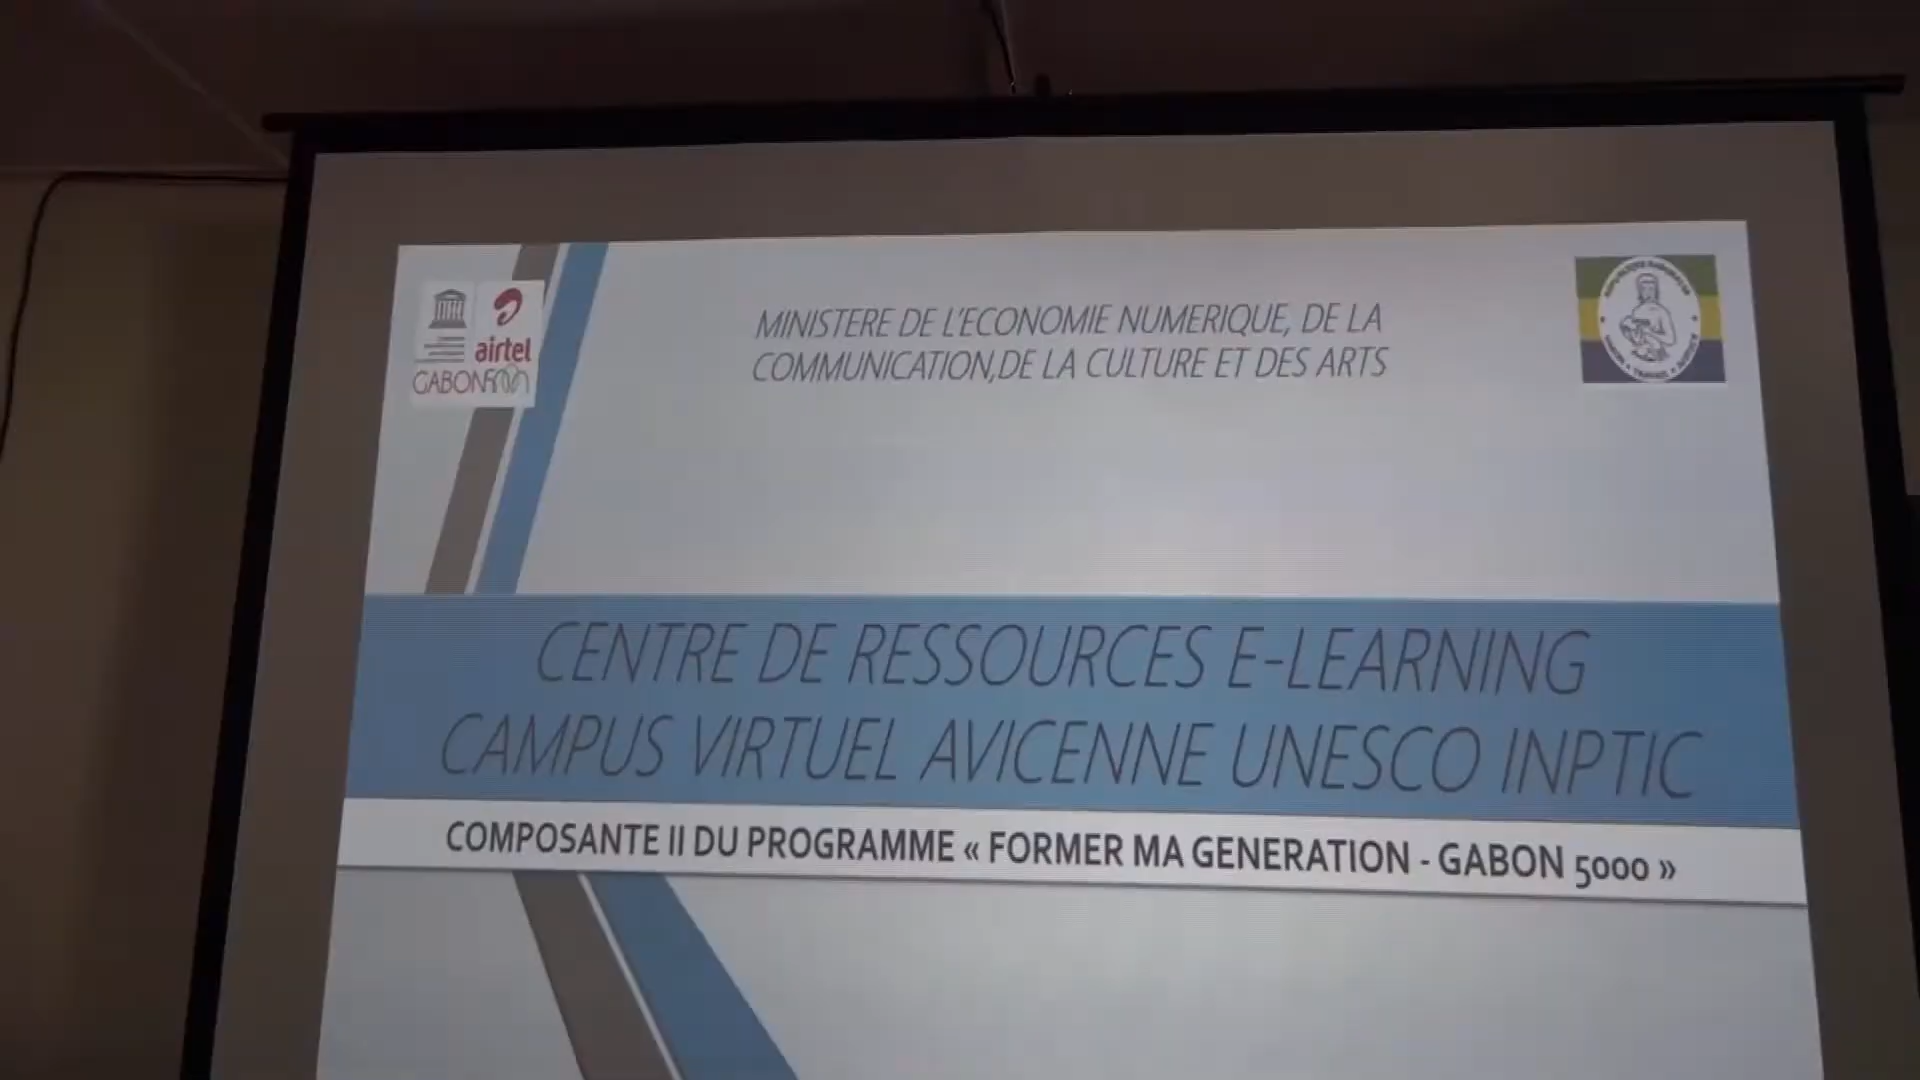 airtel
GABON5000
MINISTERE DE L'ECONOMIE NUMERIQUE, DE LA
COMMUNICATION,DE LA CULTURE ET DES ARTS
CENTRE DE RESSOURCES E-LEARNING
CAMPUS VIRTUEL AVICENNE UNESCO INPTIC
COMPOSANTE II DU PROGRAMME « FORMER MA GENERATION - GABON 5000 »